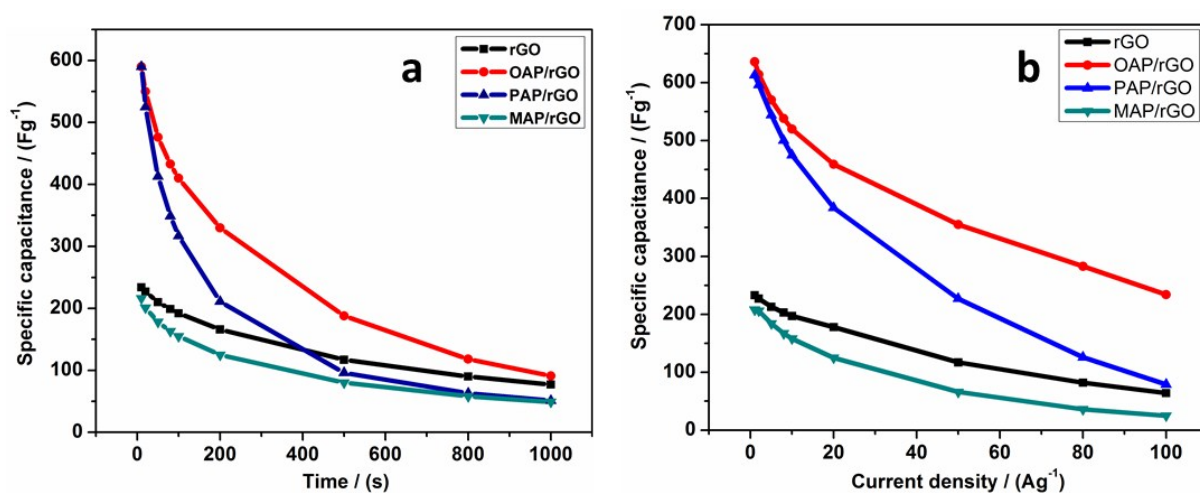 a
rGO
OAP/rGO
PAP/rGO
MAP/rGO
Specific capacitance / (Fg⁻¹)
600
500
400
300
200
100
0
0 200 400 600 800 1000
Time / (s)
b
rGO
OAP/rGO
PAP/rGO
MAP/rGO
Specific capacitance / (Fg⁻¹)
700
600
500
400
300
200
100
0
0 20 40 60 80 100
Current density / (Ag⁻¹)